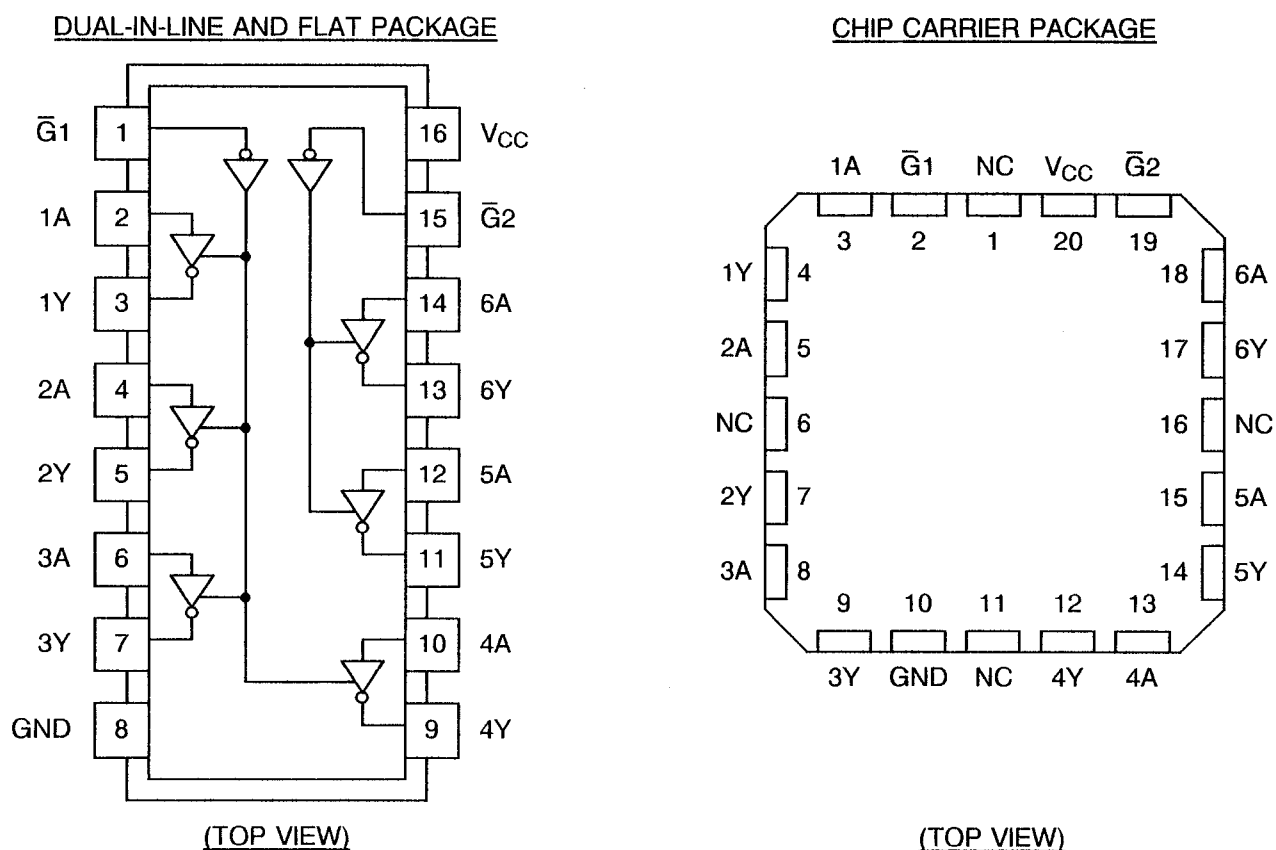 DUAL-IN-LINE AND FLAT PACKAGE
G̅1 1 16 VCC
1A 2 15 G̅2
1Y 3 14 6A
2A 4 13 6Y
2Y 5 12 5A
3A 6 11 5Y
3Y 7 10 4A
GND 8 9 4Y
(TOP VIEW)
CHIP CARRIER PACKAGE
1A G̅1 NC VCC G̅2
3 2 1 20 19
1Y 4 18 6A
2A 5 17 6Y
NC 6 16 NC
2Y 7 15 5A
3A 8 14 5Y
9 10 11 12 13
3Y GND NC 4Y 4A
(TOP VIEW)